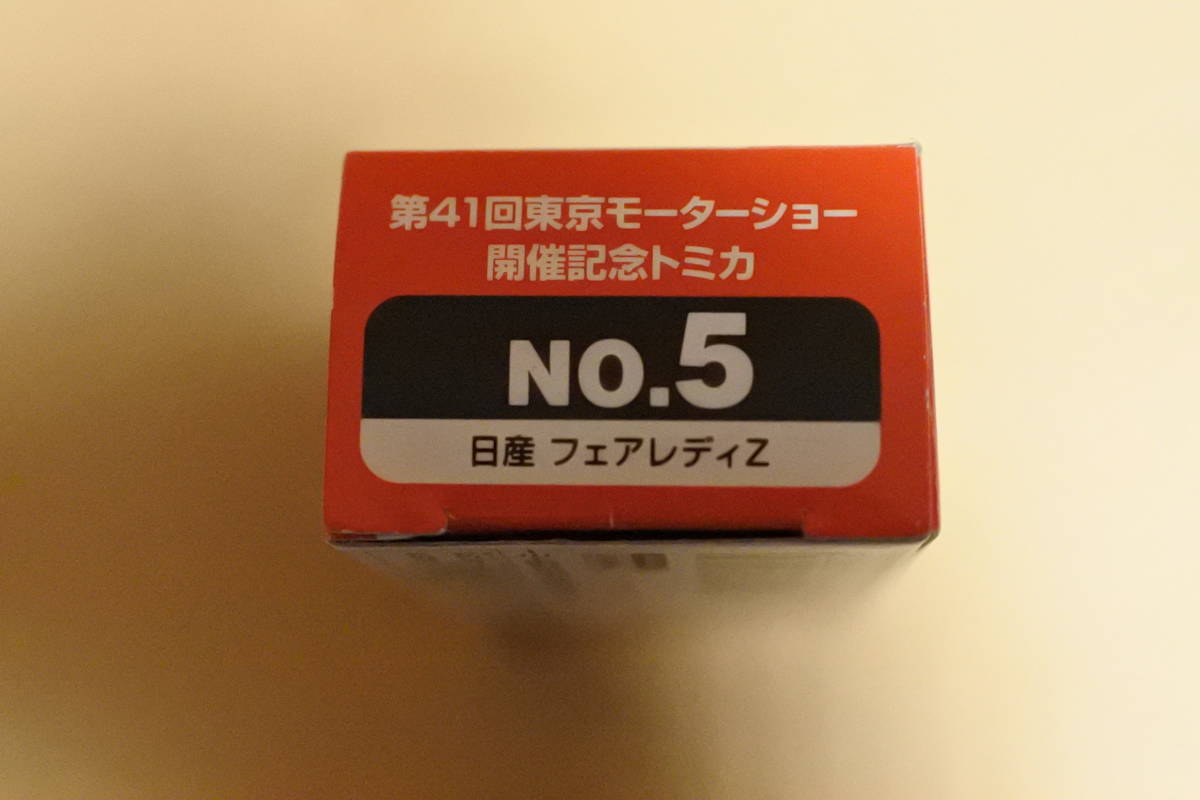 第41回東京モーターショー
開催記念トミカ
NO.5
日産 フェアレディZ